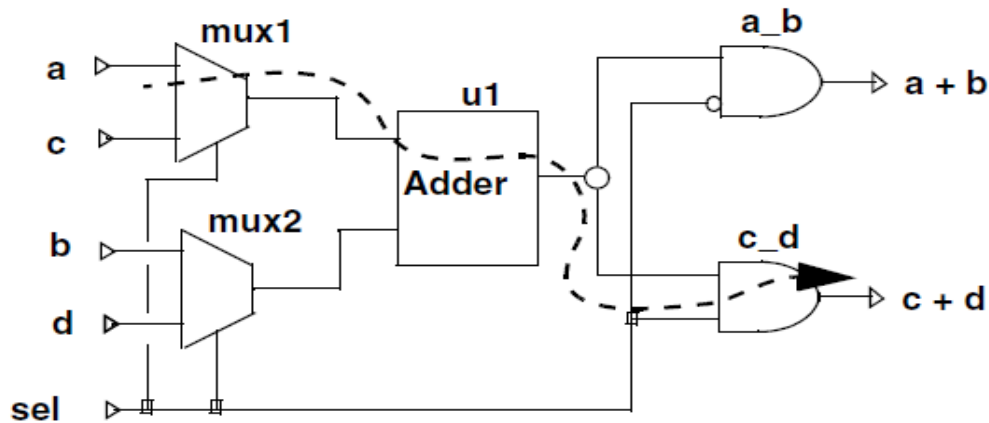 mux1
a_b
a
a + b
u1
c
Adder
mux2
b
c_d
d
c + d
sel